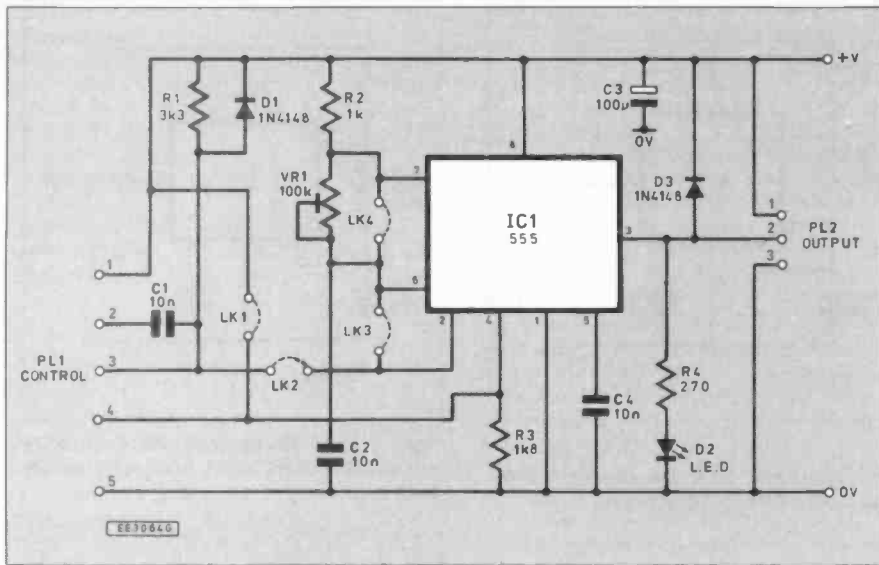 +V
R1
3k3
D1
1N4148
R2
1k
C3
100µ
0V
VR1
100k
LK4
7
8
IC1
555
D3
1N4148
1
2
PL2
OUTPUT
3
3
1
C1
10n
2
LK1
6
LK3
2
4
1
5
PL1
CONTROL
3
LK2
R4
270
4
C2
10n
R3
1k8
C4
10n
D2
L.E.D
5
0V
EE3064G